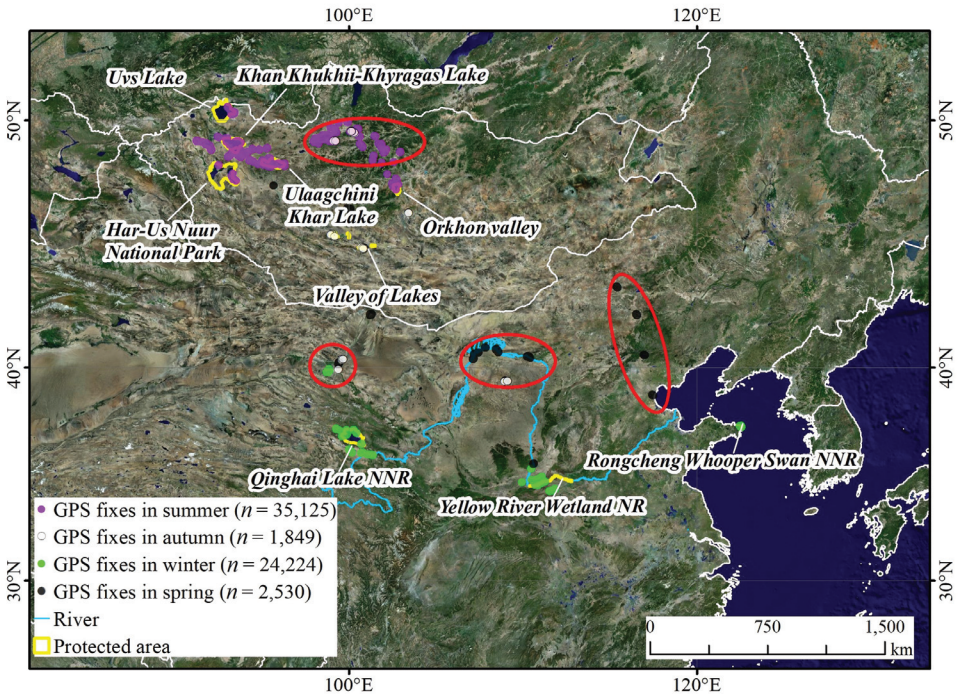 100°E
120°E
Uvs Lake
Khan Khukhii-Khyragas Lake
50°N
50°N
Ulaagchini
Khar Lake
Har-Us Nuur
National Park
Orkhon valley
Valley of Lakes
40°N
40°N
Qinghai Lake NNR
Rongcheng Whooper Swan NNR
Yellow River Wetland NR
GPS fixes in summer (n = 35,125)
GPS fixes in autumn (n = 1,849)
GPS fixes in winter (n = 24,224)
GPS fixes in spring (n = 2,530)
River
Protected area
30°N
30°N
0 750 1,500
km
100°E
120°E